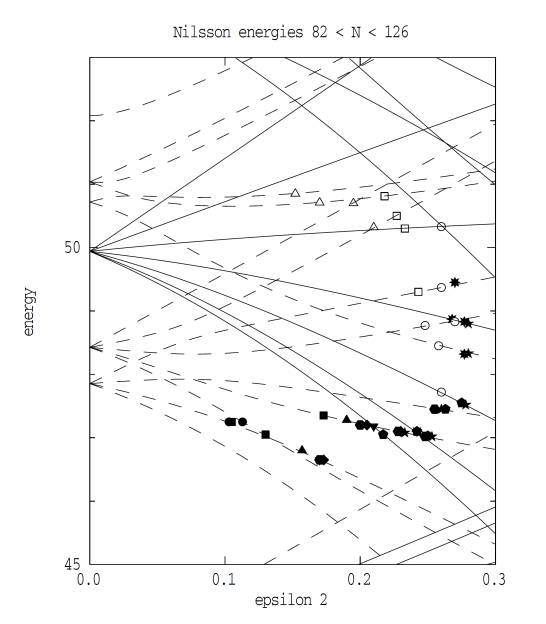 Nilsson energies 82 < N < 126
50
energy
45
0.0 0.1 0.2 0.3
epsilon 2